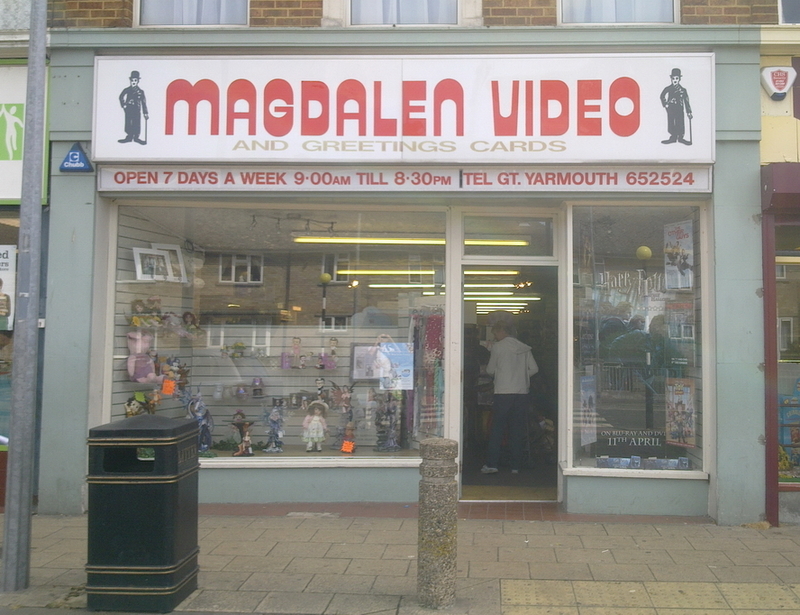 MAGDALEN VIDEO
AND GREETINGS CARDS
OPEN 7 DAYS A WEEK 9·00AM TILL 8·30PM TEL GT. YARMOUTH 652524
Chubb
Harry Potter
ON BLU-RAY AND DVD
11TH APRIL